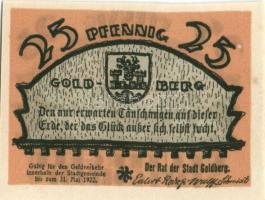 25 PFENNIG 25
GOLD BERG
Den nur erwarten Täuschungen auf dieser
Erde, der das Glück außer sich selbst sucht.
Gültig für den Geldverkehr
innerhalb der Stadtgemeinde
bis zum 31. Mai 1922.
Der Rat der Stadt Goldberg.